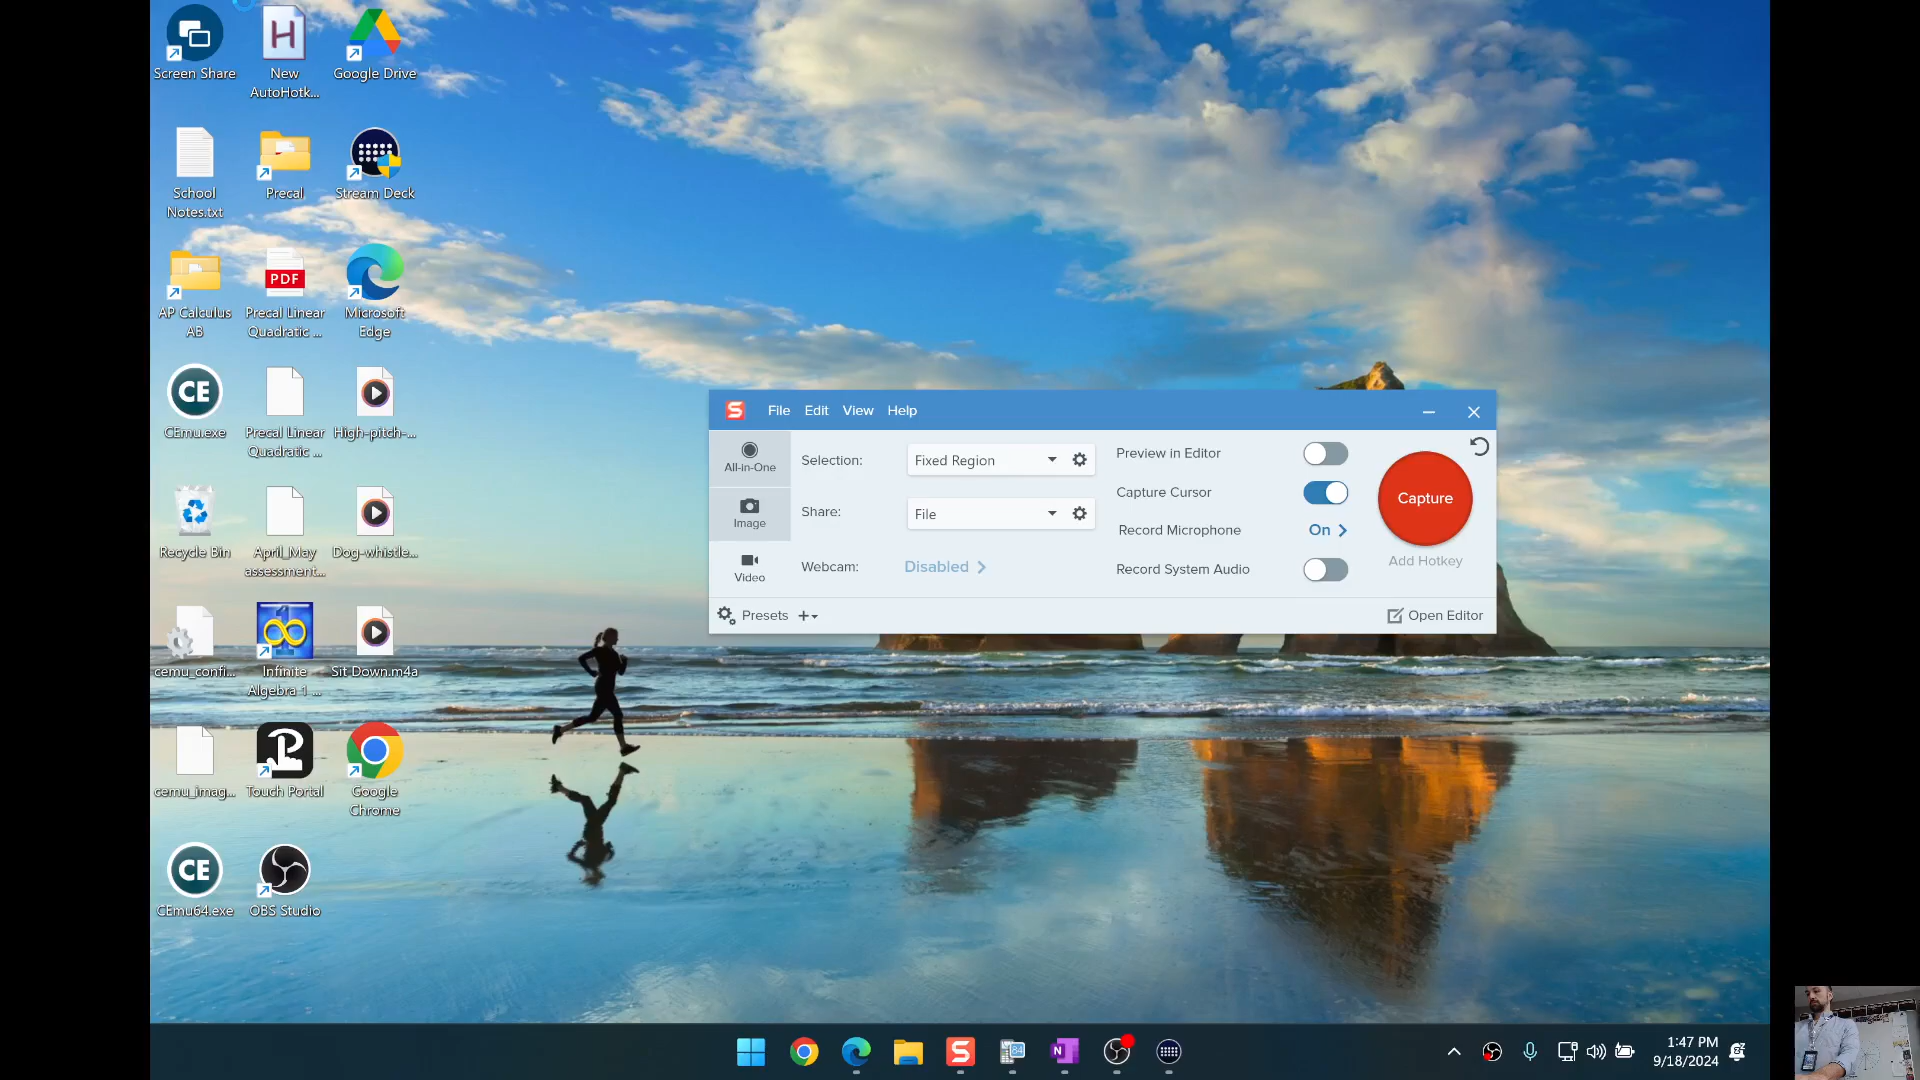 Screen Share
New
AutoHotk...
Google Drive
School
Notes.txt
Precal
Stream Deck
AP Calculus
AB
PDF
Precal Linear
Quadratic ...
Microsoft
Edge
CE
CEmu.exe
Precal Linear
Quadratic ...
High-pitch-...
Recycle Bin
April_May
assessment...
Dog-whistle...
cemu_confi...
Infinite
Algebra 1 ...
Sit Down.m4a
cemu_imag...
Touch Portal
Google
Chrome
CE
CEmu64.exe
OBS Studio
File Edit View Help
All-in-One
Image
Video
Selection:
Fixed Region
Share:
File
Webcam:
Disabled
Preview in Editor
Capture Cursor
Record Microphone
On
Record System Audio
Capture
Add Hotkey
Presets
Open Editor
84
1:47 PM
9/18/2024